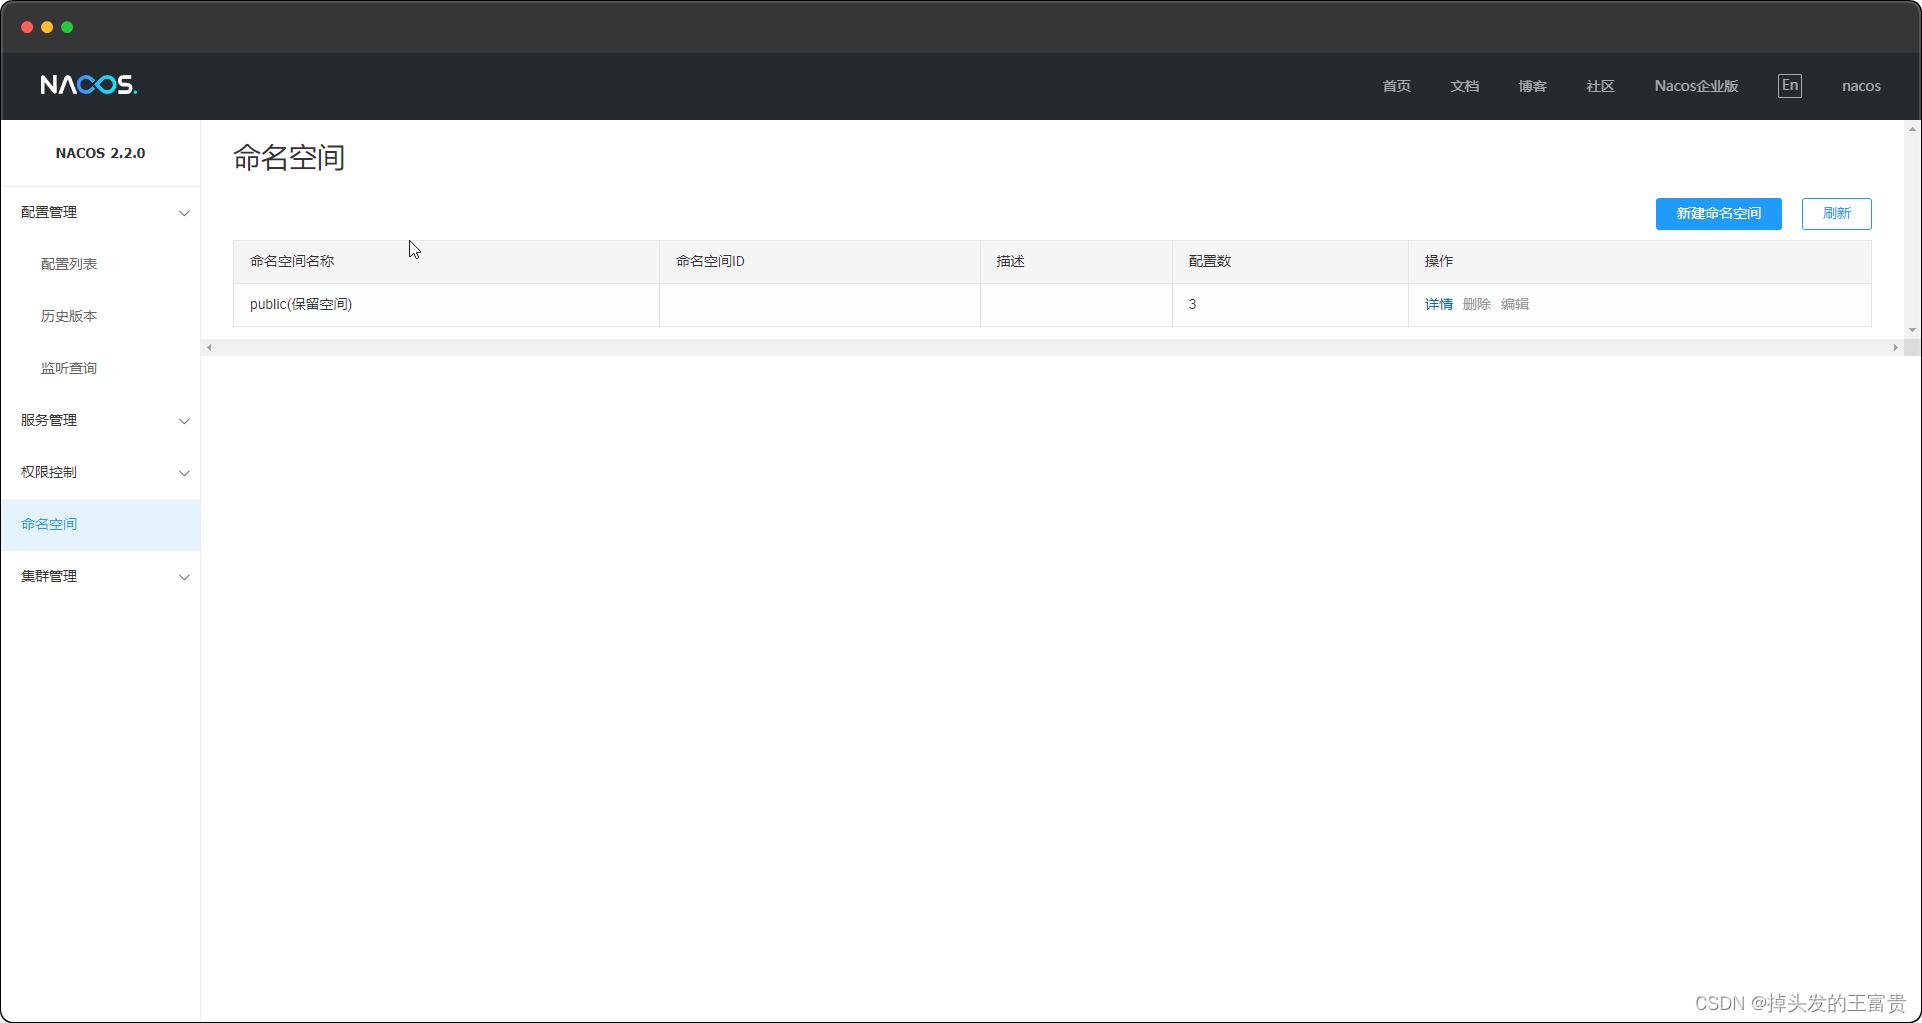 NACOS.
首页 文档 博客 社区 Nacos企业版 En nacos
NACOS 2.2.0
配置管理
配置列表
历史版本
监听查询
服务管理
权限控制
命名空间
集群管理
命名空间
新建命名空间 刷新
命名空间名称 命名空间ID 描述 配置数 操作
public(保留空间) 3 详情 删除 编辑
CSDN @掉头发的王富贵